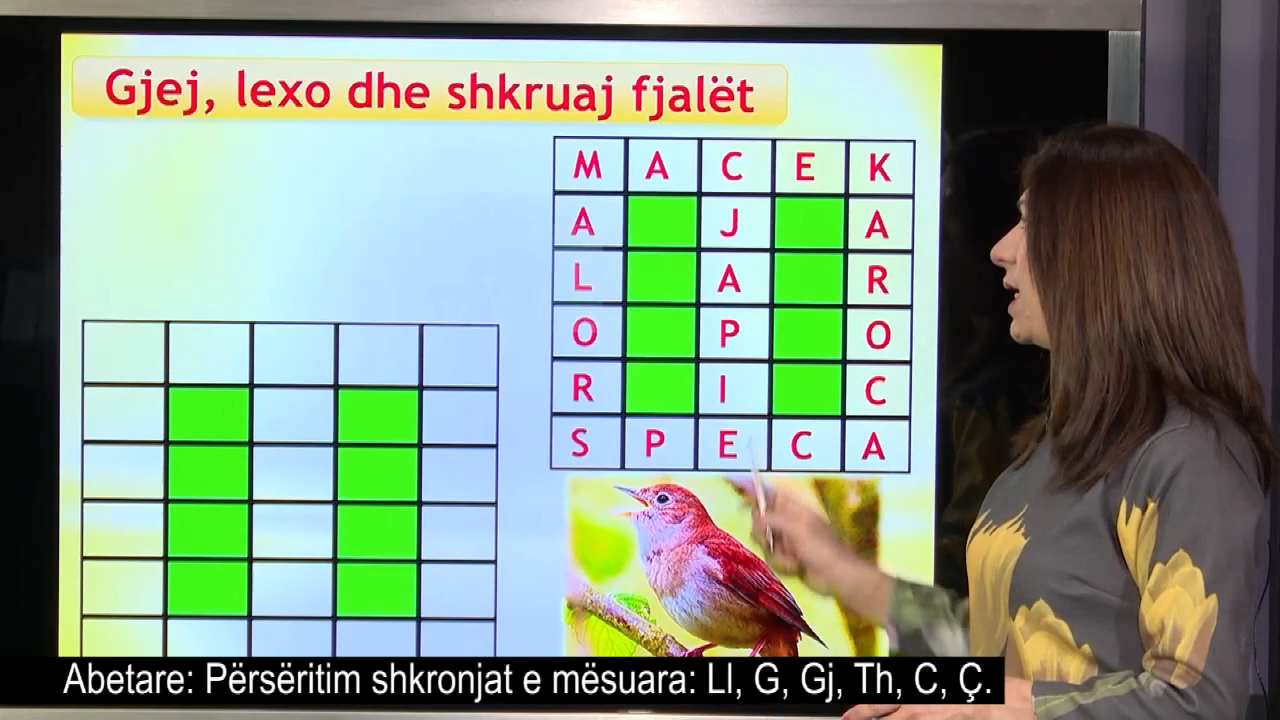 Gjej, lexo dhe shkruaj fjalët
M A C E K
A J A
L A R
O P O
R I C
S P E C A
Abetare: Përsëritim shkronjat e mësuara: Ll, G, Gj, Th, C, Ç.